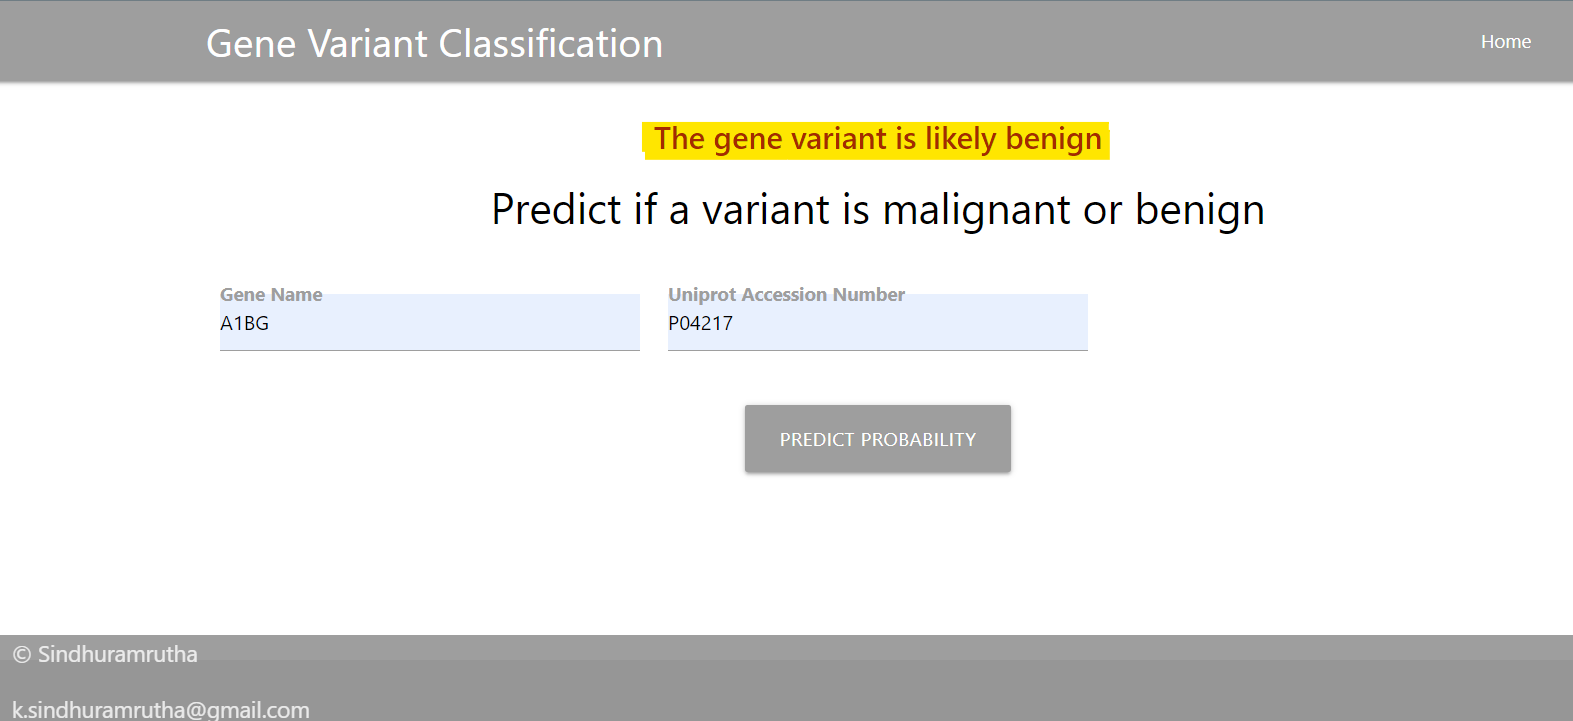 Gene Variant Classification
Home
The gene variant is likely benign
Predict if a variant is malignant or benign
Gene Name
A1BG
Uniprot Accession Number
P04217
PREDICT PROBABILITY
© Sindhuramrutha
k.sindhuramrutha@gmail.com